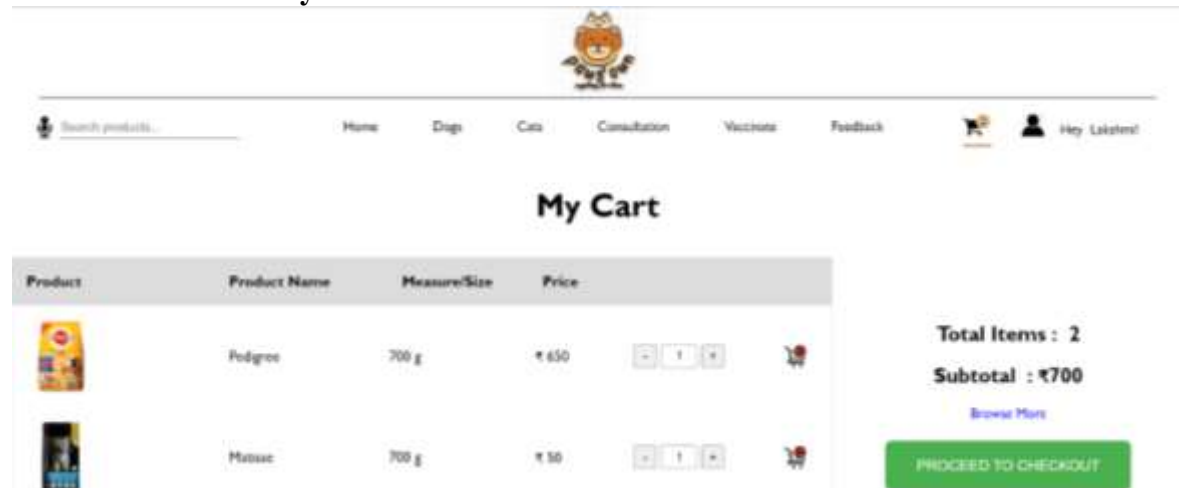 Search products...
Home Dogs Cats Consultation Vaccinate Feedback Hey
My Cart
Product Product Name Measure/Size Price
Pedigree 700 g ₹ 650 - 1 +
700 g ₹ 50 - 1 +
Total Items : 2
Subtotal : ₹700
Browse More
PROCEED TO CHECKOUT